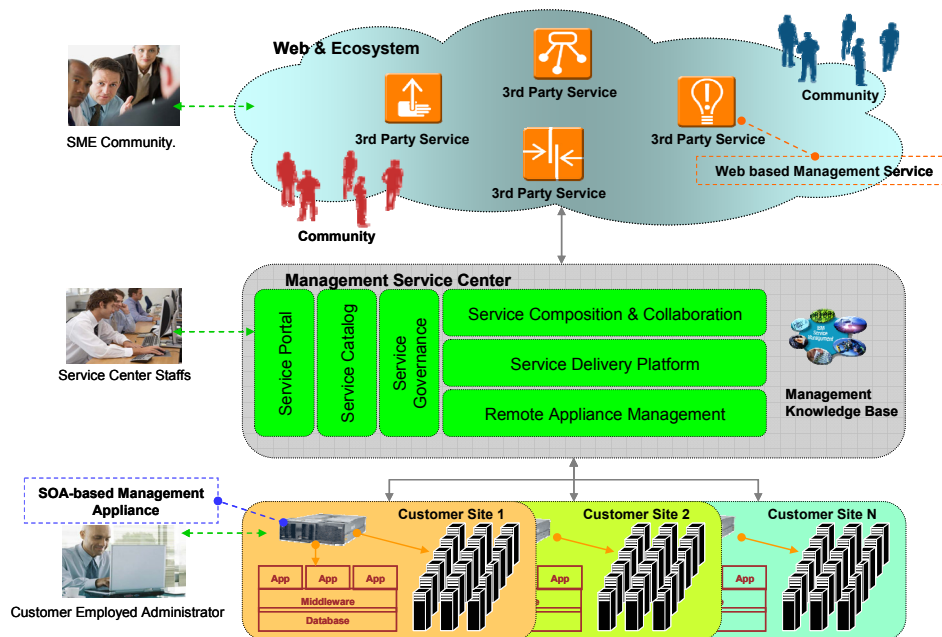 Web & Ecosystem
3rd Party Service
Community
3rd Party Service
3rd Party Service
SME Community.
3rd Party Service
Web based Management Service
Community
Management Service Center
Service Portal
Service Catalog
Service
Governance
Service Composition & Collaboration
Service Delivery Platform
Remote Appliance Management
Service
Management
Management
Knowledge Base
Service Center Staffs
SOA-based Management
Appliance
Customer Site 1
Customer Site 2
Customer Site N
App
App
App
App
App
Middleware
Database
Customer Employed Administrator